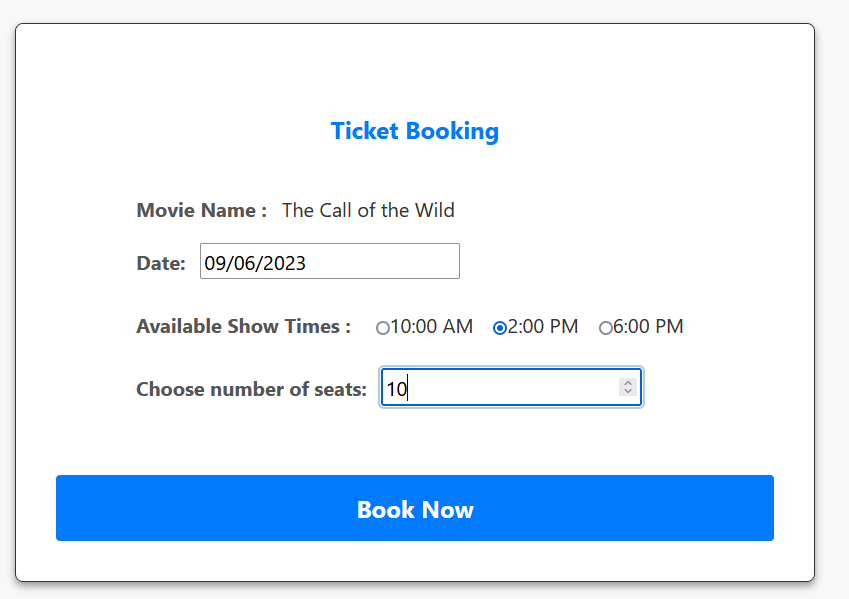 Ticket Booking
Movie Name : The Call of the Wild
Date: 09/06/2023
Available Show Times : 10:00 AM 2:00 PM 6:00 PM
Choose number of seats: 10
Book Now